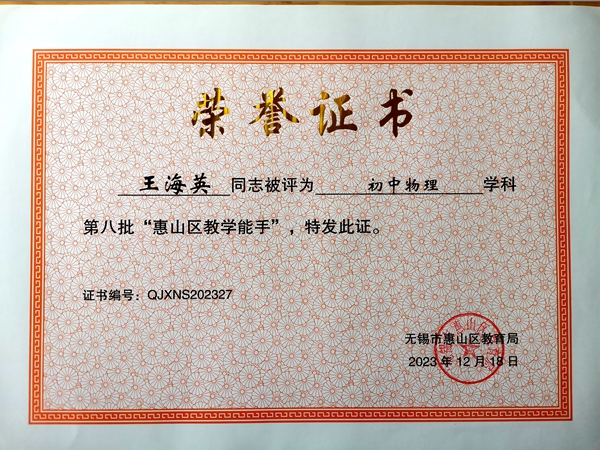 荣誉证书
王海英 同志被评为 初中物理 学科
第八批“惠山区教学能手”，特发此证。
证书编号：QJXNS202327
无锡市惠山区教育局
2023 年 12 月 18 日